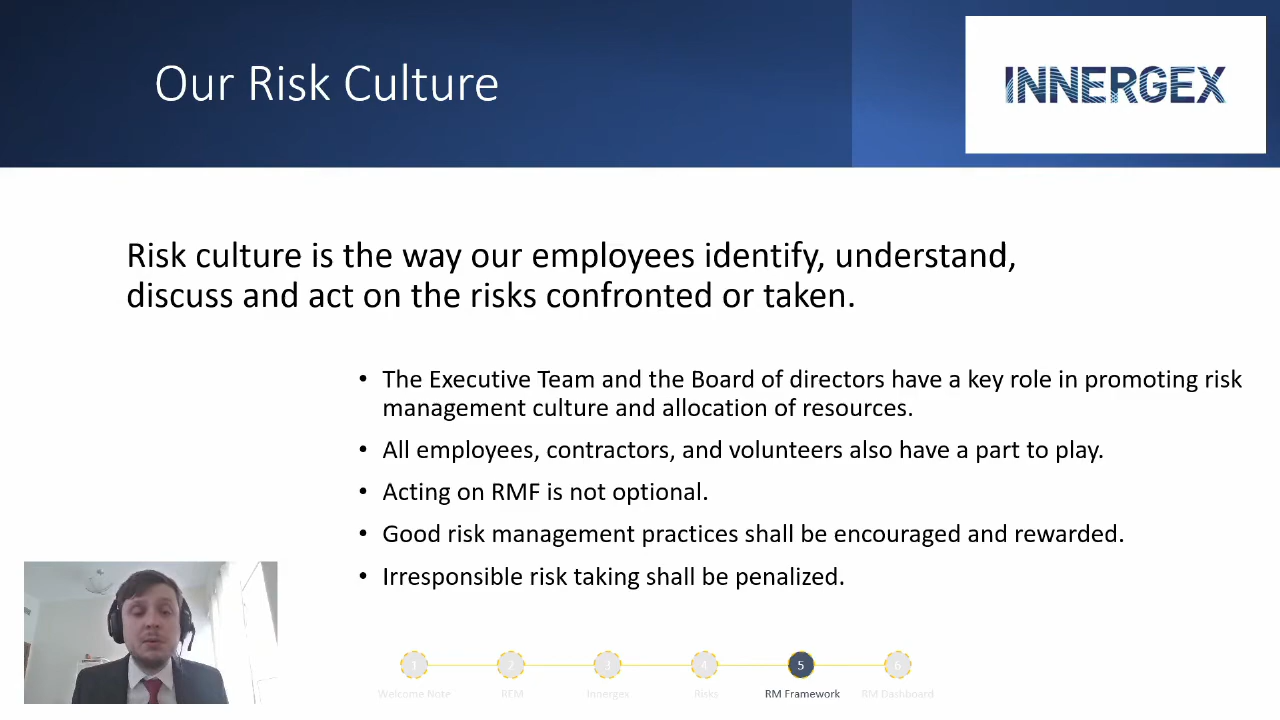 Our Risk Culture
INNERGEX
Risk culture is the way our employees identify, understand,
discuss and act on the risks confronted or taken.
• The Executive Team and the Board of directors have a key role in promoting risk
management culture and allocation of resources.
• All employees, contractors, and volunteers also have a part to play.
• Acting on RMF is not optional.
• Good risk management practices shall be encouraged and rewarded.
• Irresponsible risk taking shall be penalized.
1 2 3 4 5 6
Welcome Note RFM Innergex Risks RM Framework RM Dashboard